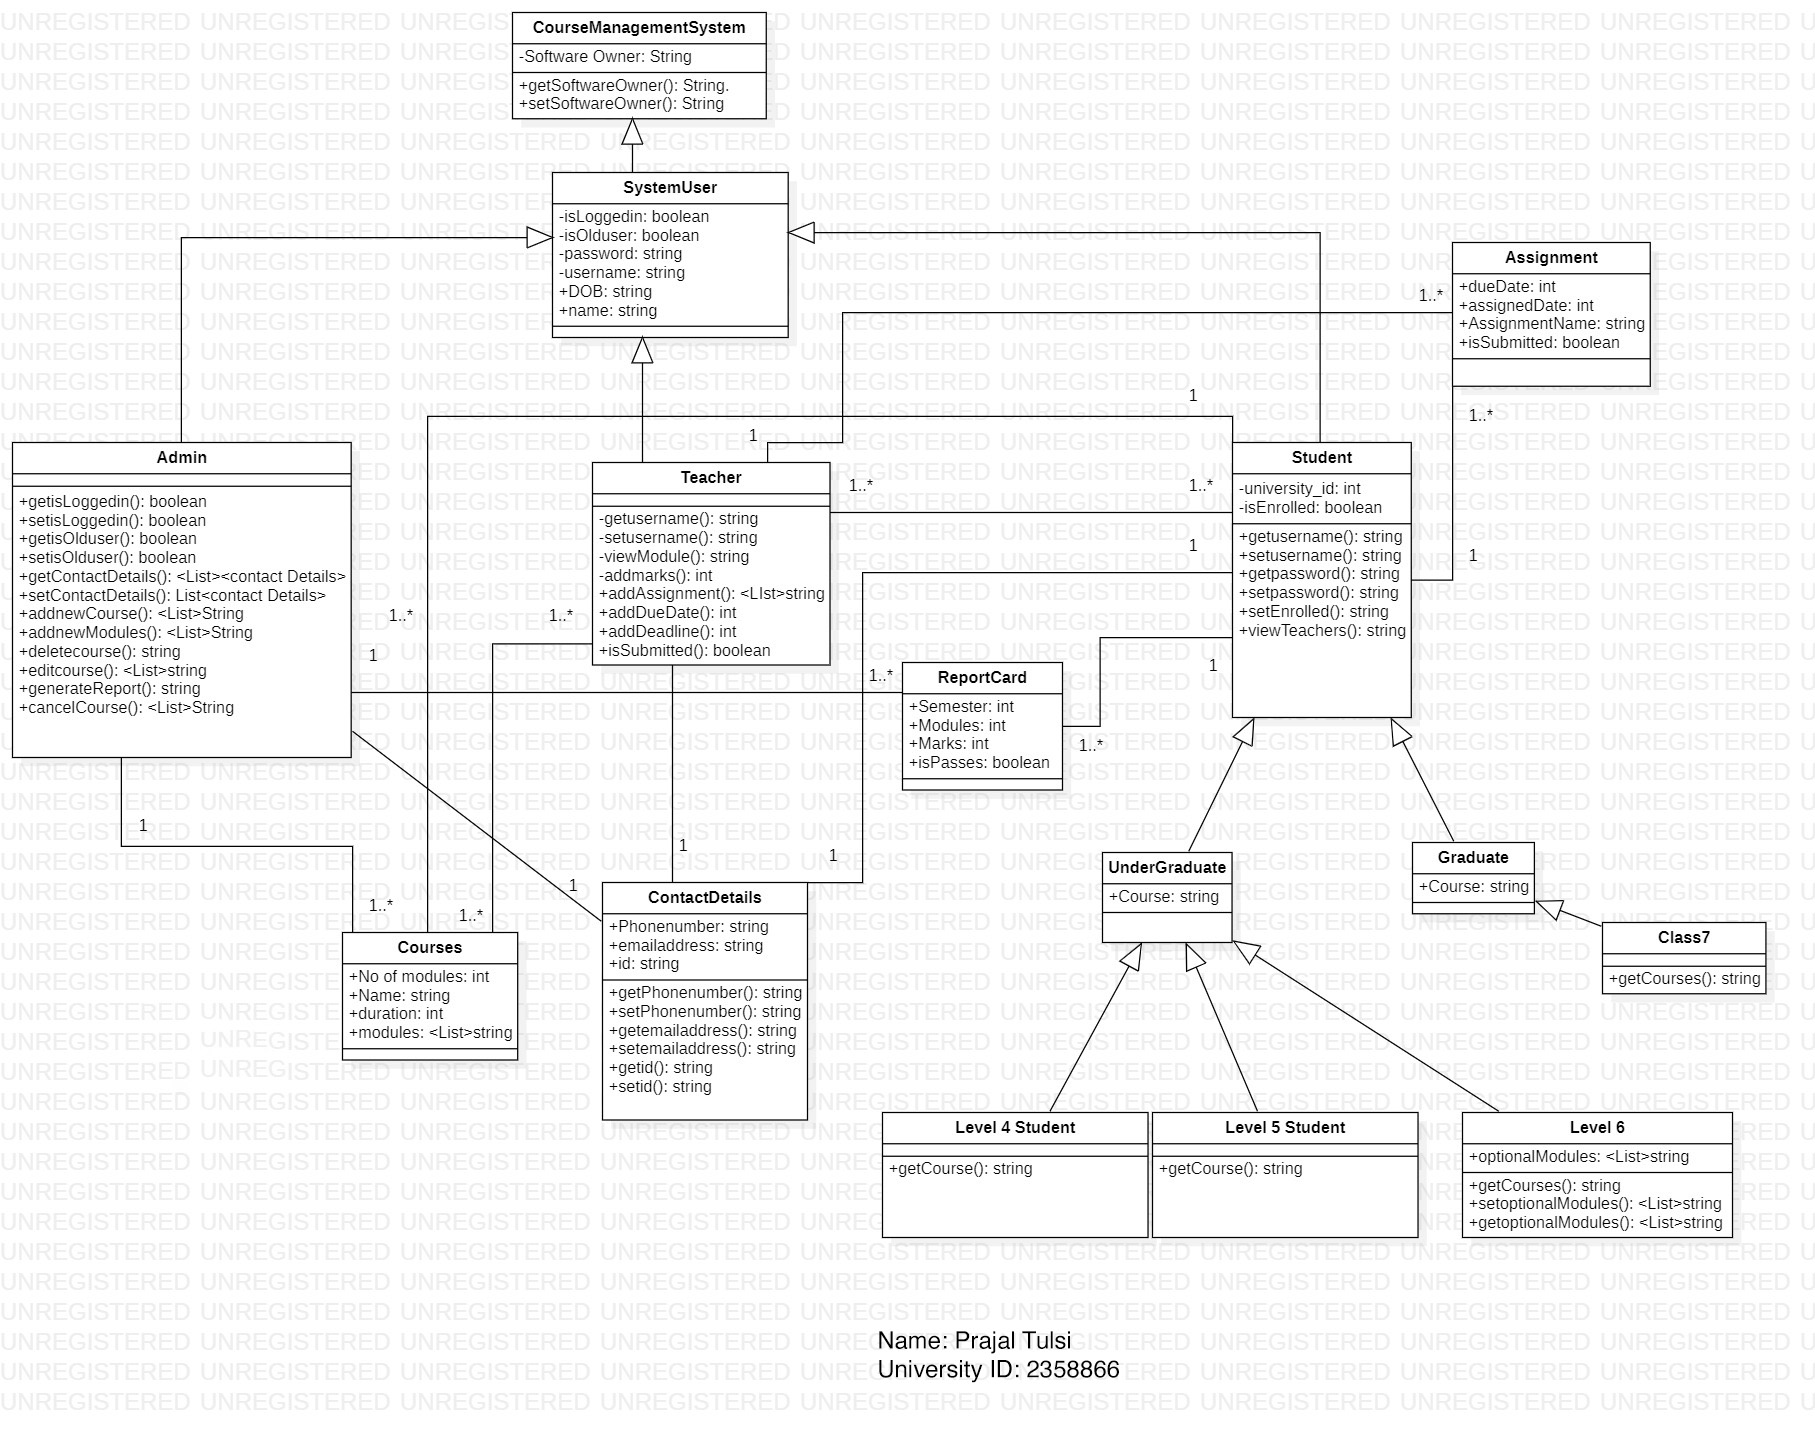 CourseManagementSystem
-Software Owner: String
+getSoftwareOwner(): String.
+setSoftwareOwner(): String
SystemUser
-isLoggedin: boolean
-isOlduser: boolean
-password: string
-username: string
+DOB: string
+name: string
Assignment
+dueDate: int
+assignedDate: int
+AssignmentName: string
+isSubmitted: boolean
1..*
1
1..*
1
Admin
+getisLoggedin(): boolean
+setisLoggedin(): boolean
+getisOlduser(): boolean
+setisOlduser(): boolean
+getContactDetails(): <List><contact Details>
+setContactDetails(): List<contact Details>
+addnewCourse(): <List>String
+addnewModules(): <List>String
+deletecourse(): string
+editcourse(): <List>string
+generateReport(): string
+cancelCourse(): <List>String
Teacher
-getusername(): string
-setusername(): string
-viewModule(): string
-addmarks(): int
+addAssignment(): <LIst>string
+addDueDate(): int
+addDeadline(): int
+isSubmitted(): boolean
1..*
1..*
1
Student
-university_id: int
-isEnrolled: boolean
+getusername(): string
+setusername(): string
+getpassword(): string
+setpassword(): string
+setEnrolled(): string
+viewTeachers(): string
1
1..*
1..*
1
1..*
1
ReportCard
+Semester: int
+Modules: int
+Marks: int
+isPasses: boolean
1..*
1
1
1
1
1..*
1..*
UnderGraduate
+Course: string
Graduate
+Course: string
Class7
+getCourses(): string
Courses
+No of modules: int
+Name: string
+duration: int
+modules: <List>string
ContactDetails
+Phonenumber: string
+emailaddress: string
+id: string
+getPhonenumber(): string
+setPhonenumber(): string
+getemailaddress(): string
+setemailaddress(): string
+getid(): string
+setid(): string
Level 4 Student
+getCourse(): string
Level 5 Student
+getCourse(): string
Level 6
+optionalModules: <List>string
+getCourses(): string
+setoptionalModules(): <List>string
+getoptionalModules(): <List>string
Name: Prajal Tulsi
University ID: 2358866
UNREGISTERED